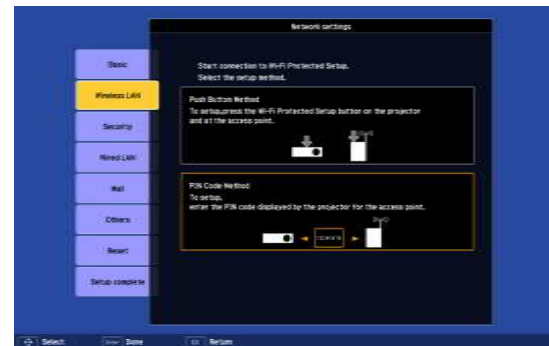 Network settings
Basic
Wireless LAN
Security
Wired LAN
Mail
Others
Reset
Setup complete
Start connection to Wi-Fi Protected Setup.
Select the setup method.
Push Button Method
To setup,press the Wi-Fi Protected Setup button on the projector
and at the access point.
PIN Code Method
To setup,
enter the PIN code displayed by the projector for the access point.
Select
Done
Esc
Return